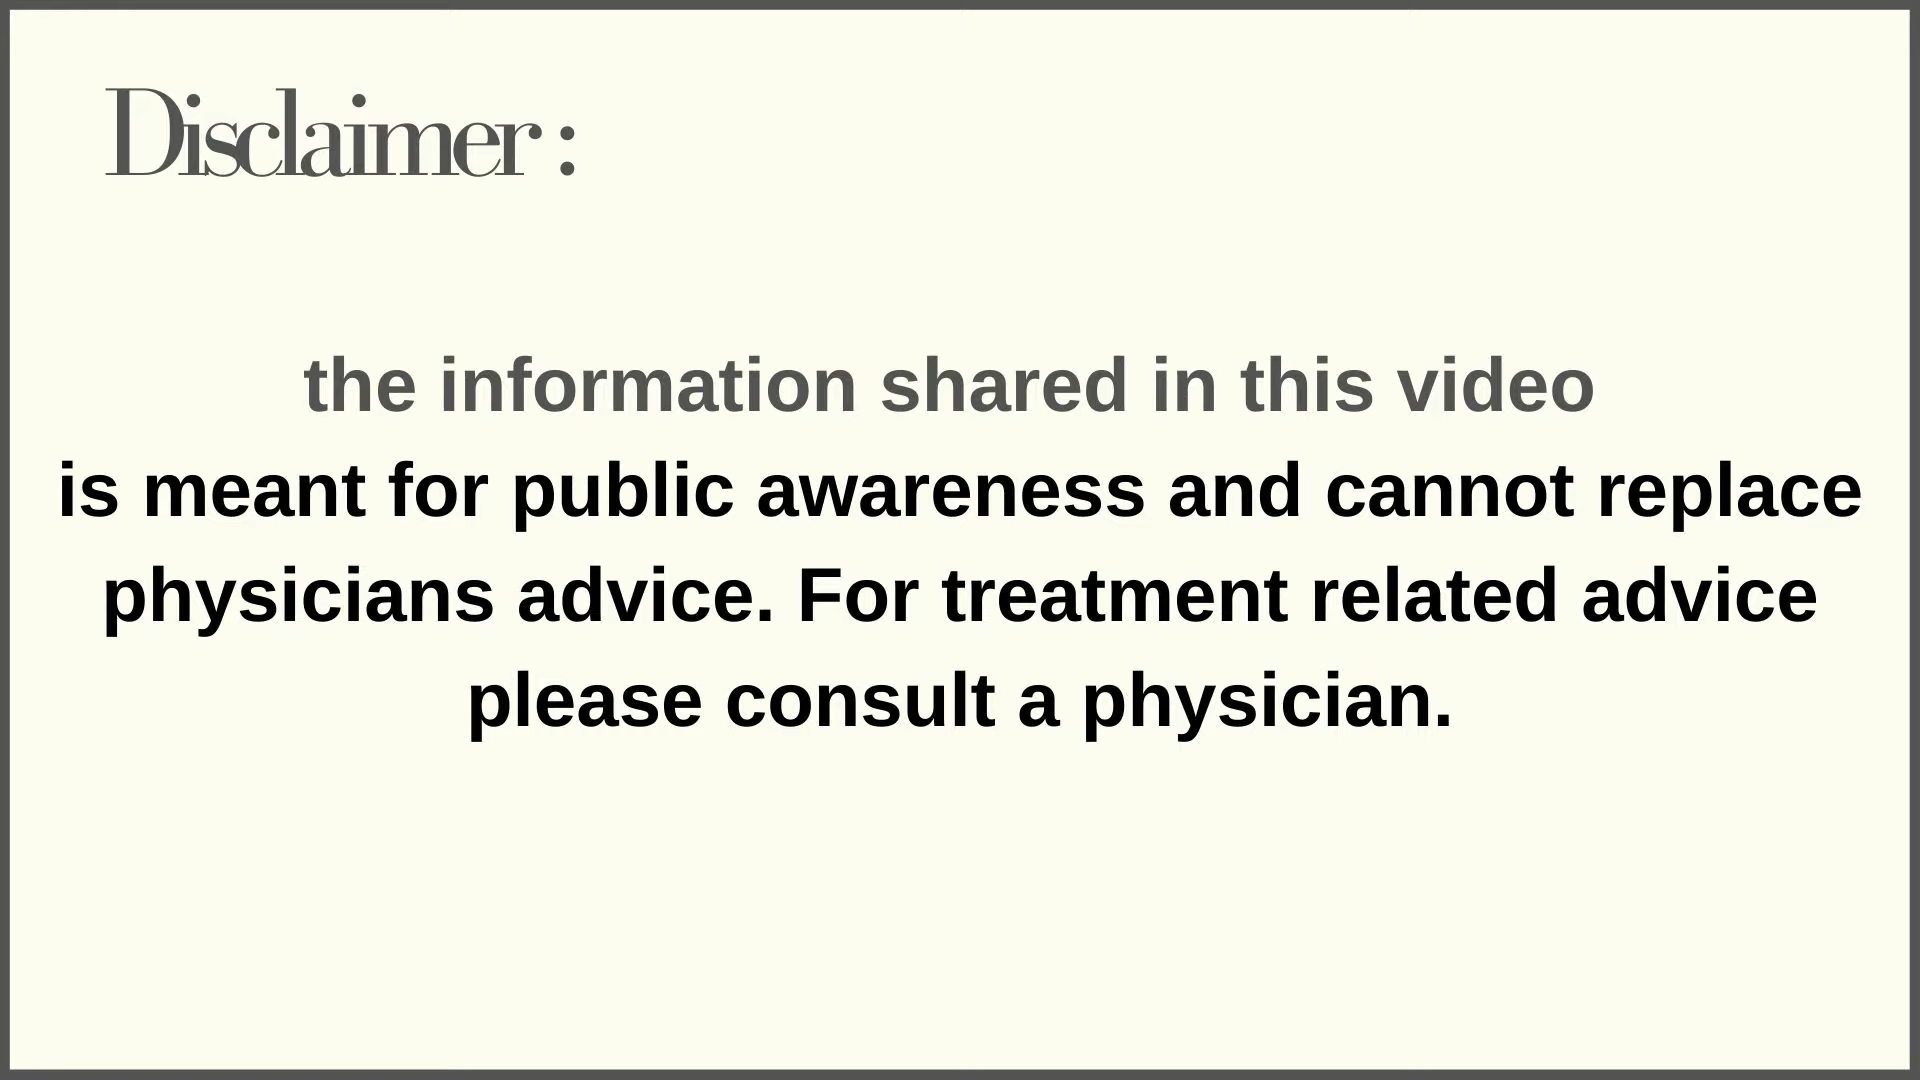 Disclaimer :
the information shared in this video
is meant for public awareness and cannot replace
physicians advice. For treatment related advice
please consult a physician.